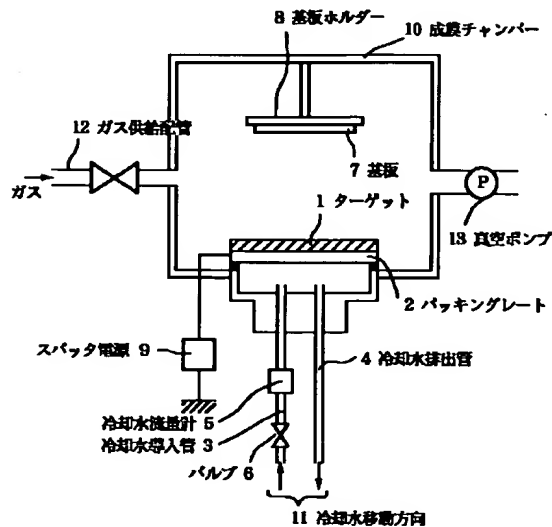 8 基板ホルダー
10 成膜チャンバー
12 ガス供給配管
7 基板
ガス
P
1 ターゲット
13 真空ポンプ
2 バッキングレート
スパッタ電源 9
4 冷却水排出管
冷却水流量計 5
冷却水導入管 3
バルブ 6
11 冷却水移動方向